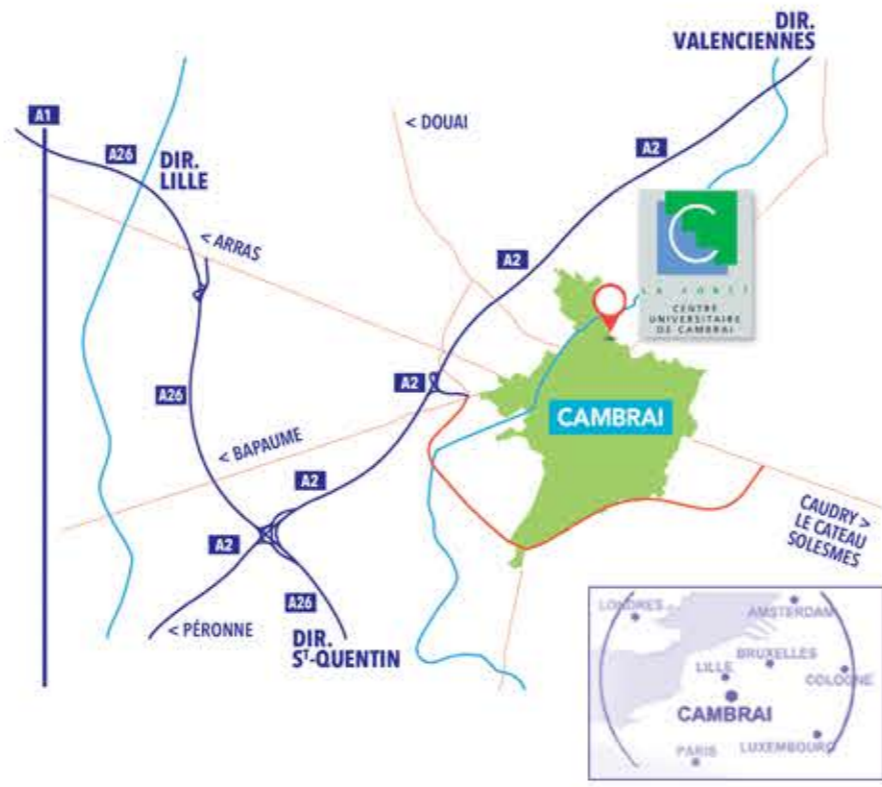 DIR.
VALENCIENNES
A1
A26
DIR.
LILLE
< DOUAI
A2
< ARRAS
A2
C
LA FORÊT
CENTRE
UNIVERSITAIRE
DE CAMBRAI
A26
A2
CAMBRAI
< BAPAUME
A2
A2
CAUDRY >
LE CATEAU
SOLESMES
A26
< PÉRONNE
DIR.
ST-QUENTIN
LONDRES
AMSTERDAM
BRUXELLES
LILLE
COLOGNE
CAMBRAI
PARIS
LUXEMBOURG